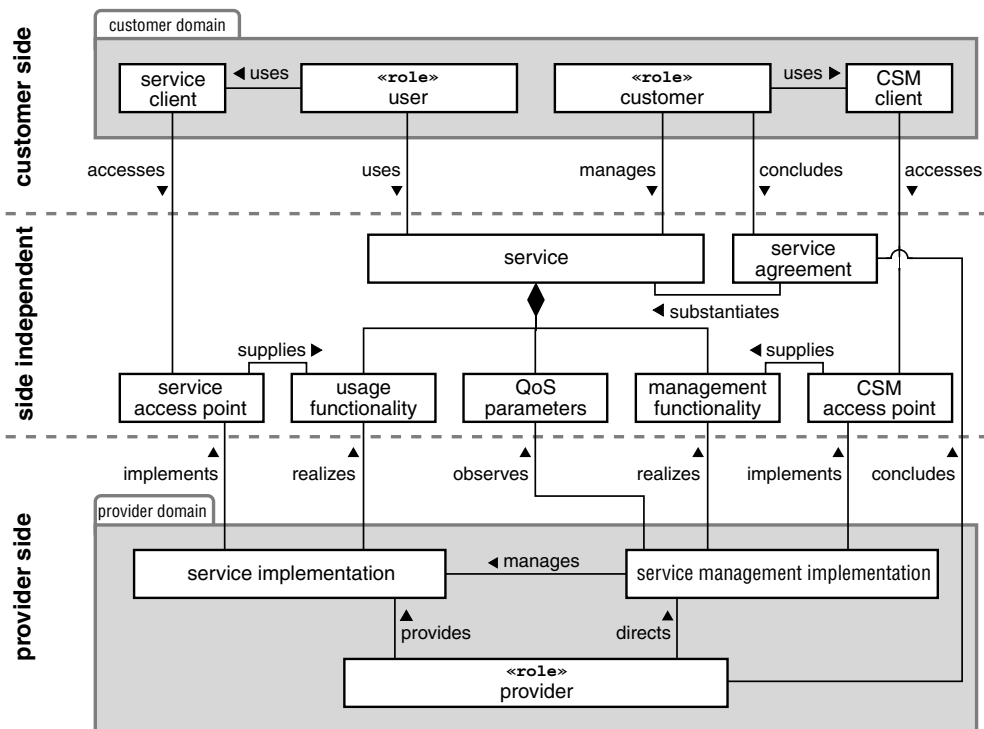 customer domain
customer side
service
client
◄ uses
«role»
user
«role»
customer
uses ►
CSM
client
accesses
▼
uses
▼
manages
▼
concludes
▼
accesses
▼
side independent
service
service
agreement
◄ substantiates
supplies ►
◄ supplies
service
access point
usage
functionality
QoS
parameters
management
functionality
CSM
access point
provider side
▲
implements
▲
realizes
▲
observes
▲
realizes
▲
implements
▲
concludes
provider domain
service implementation
◄ manages
service management implementation
▲
provides
▲
directs
«role»
provider